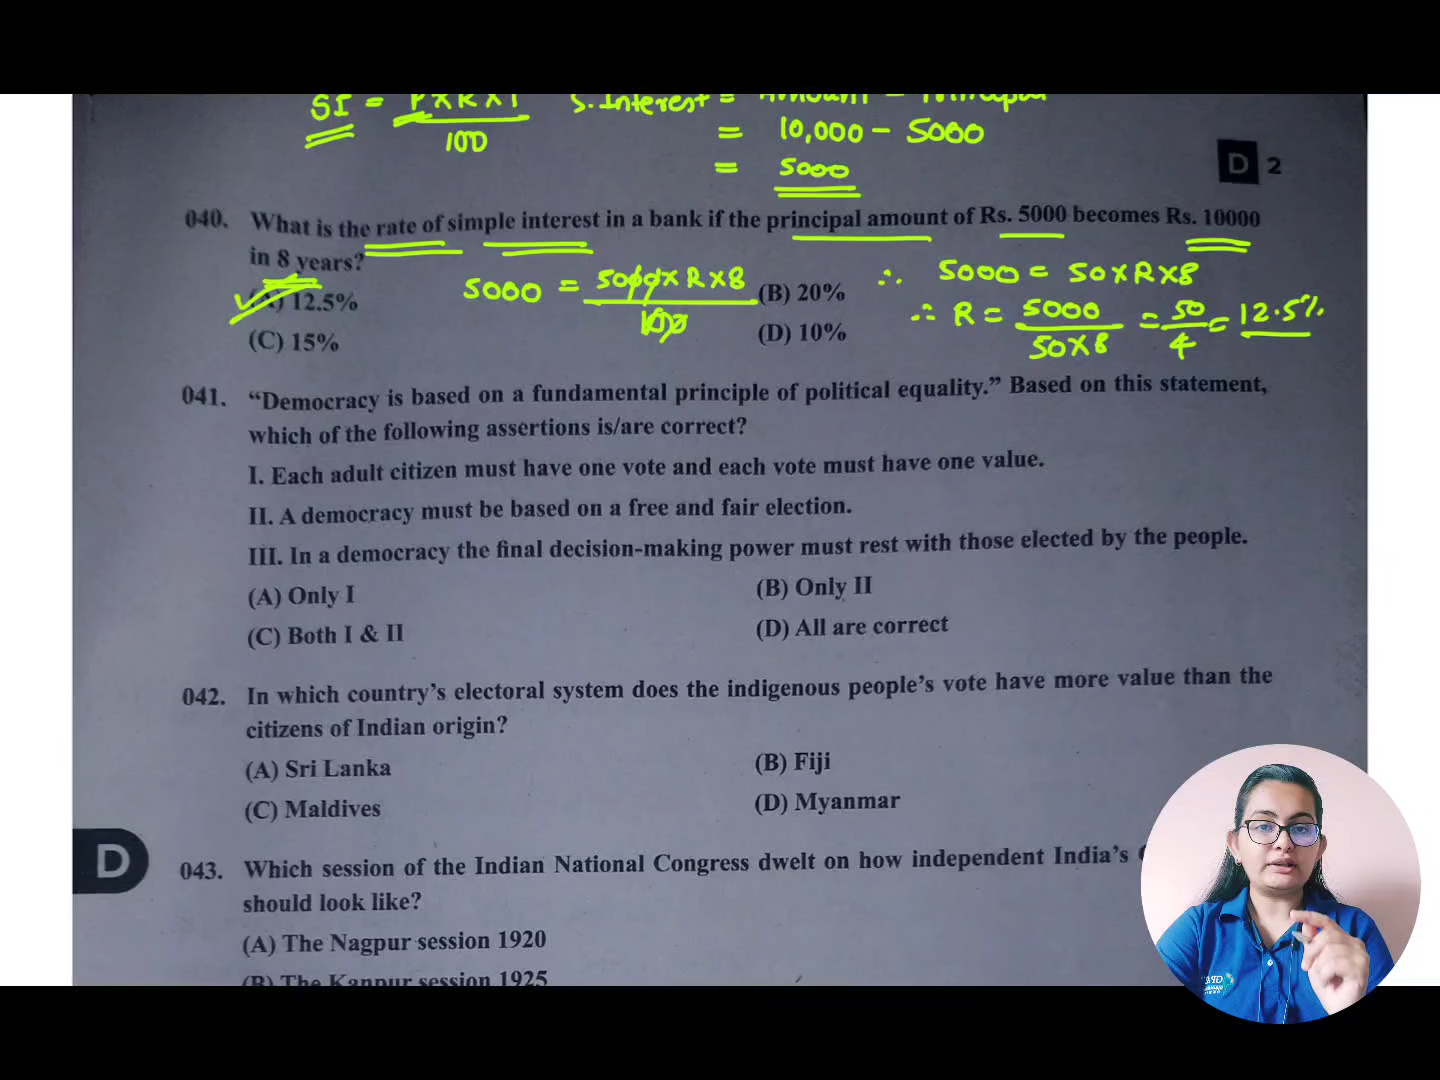 SI = P X R X T S. Interest = Amount - Principal
100 = 10,000 - 5000
= 5000
D 2
040. What is the rate of simple interest in a bank if the principal amount of Rs. 5000 becomes Rs. 10000
in 8 years?
5000 = 5000 X R X 8 ∴ 5000 = 50 X R X 8
(A) 12.5% 100 (B) 20% ∴ R = 5000 = 50 = 12.5%
(C) 15% (D) 10% 50 X 8 4
041. “Democracy is based on a fundamental principle of political equality.” Based on this statement,
which of the following assertions is/are correct?
I. Each adult citizen must have one vote and each vote must have one value.
II. A democracy must be based on a free and fair election.
III. In a democracy the final decision-making power must rest with those elected by the people.
(A) Only I (B) Only II
(C) Both I & II (D) All are correct
042. In which country’s electoral system does the indigenous people’s vote have more value than the
citizens of Indian origin?
(A) Sri Lanka (B) Fiji
(C) Maldives (D) Myanmar
D
043. Which session of the Indian National Congress dwelt on how independent India’s
should look like?
(A) The Nagpur session 1920
(B) The Kanpur session 1925